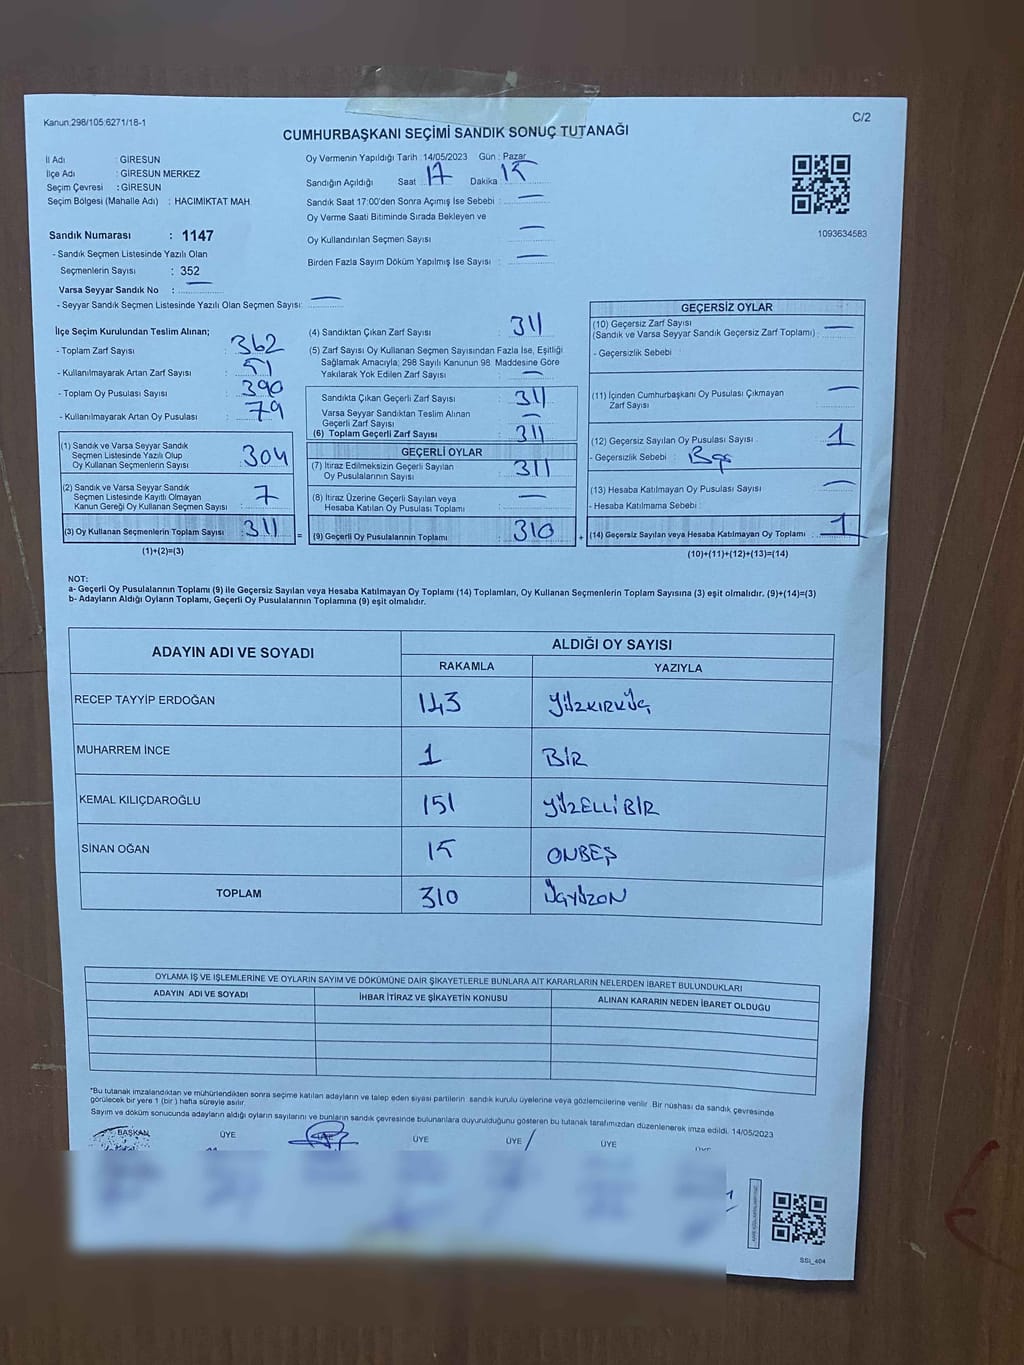 Kanun:298/105 6271/18-1
C/2
CUMHURBAŞKANI SEÇİMİ SANDIK SONUÇ TUTANAĞI
İl Adı : GİRESUN
İlçe Adı : GİRESUN MERKEZ
Seçim Çevresi : GİRESUN
Seçim Bölgesi (Mahalle Adı) : HACIMİKTAT MAH
Sandık Numarası : 1147
- Sandık Seçmen Listesinde Yazılı Olan
Seçmenlerin Sayısı : 352
Varsa Seyyar Sandık No : —
- Seyyar Sandık Seçmen Listesinde Yazılı Olan Seçmen Sayısı: —
Oy Vermenin Yapıldığı Tarih :14/05/2023 Gün : Pazar
Sandığın Açıldığı Saat 17 Dakika 15
Sandık Saat 17:00'den Sonra Açımış İse Sebebi : —
Oy Verme Saati Bitiminde Sırada Bekleyen ve
Oy Kullandırılan Seçmen Sayısı —
Birden Fazla Sayım Döküm Yapılmış İse Sayısı : —
1093634583
İlçe Seçim Kurulundan Teslim Alınan;
- Toplam Zarf Sayısı : 362
- Kullanılmayarak Artan Zarf Sayısı : 51
- Toplam Oy Pusulası Sayısı : 390
- Kullanılmayarak Artan Oy Pusulası : 79
(1) Sandık ve Varsa Seyyar Sandık
Seçmen Listesinde Yazılı Olup
Oy Kullanan Seçmenlerin Sayısı : 304
(2) Sandık ve Varsa Seyyar Sandık
Seçmen Listesinde Kayıtlı Olmayan
Kanun Gereği Oy Kullanan Seçmen Sayısı : 7
(3) Oy Kullanan Seçmenlerin Toplam Sayısı : 311
(1)+(2)=(3)
(4) Sandıktan Çıkan Zarf Sayısı : 311
(5) Zarf Sayısı Oy Kullanan Seçmen Sayısından Fazla İse, Eşitliği
Sağlamak Amacıyla; 298 Sayılı Kanunun 98. Maddesine Göre
Yakılarak Yok Edilen Zarf Sayısı : —
Sandıkta Çıkan Geçerli Zarf Sayısı : 311
Varsa Seyyar Sandıktan Teslim Alınan
Geçerli Zarf Sayısı : —
(6) Toplam Geçerli Zarf Sayısı : 311
GEÇERLİ OYLAR
(7) İtiraz Edilmeksizin Geçerli Sayılan
Oy Pusulalarının Sayısı : 311
(8) İtiraz Üzerine Geçerli Sayılan veya
Hesaba Katılan Oy Pusulası Toplamı : —
= (9) Geçerli Oy Pusulalarının Toplamı : 310 +
GEÇERSİZ OYLAR
(10) Geçersiz Zarf Sayısı
(Sandık ve Varsa Seyyar Sandık Geçersiz Zarf Toplamı) : —
- Geçersizlik Sebebi :
(11) İçinden Cumhurbaşkanı Oy Pusulası Çıkmayan
Zarf Sayısı : —
(12) Geçersiz Sayılan Oy Pusulası Sayısı : 1
- Geçersizlik Sebebi : Boş
(13) Hesaba Katılmayan Oy Pusulası Sayısı : —
- Hesaba Katılmama Sebebi :
(14) Geçersiz Sayılan veya Hesaba Katılmayan Oy Toplamı : 1
(10)+(11)+(12)+(13)=(14)
NOT:
a- Geçerli Oy Pusulalarının Toplamı (9) ile Geçersiz Sayılan veya Hesaba Katılmayan Oy Toplamı (14) Toplamları, Oy Kullanan Seçmenlerin Toplam Sayısına (3) eşit olmalıdır. (9)+(14)=(3)
b- Adayların Aldığı Oyların Toplamı, Geçerli Oy Pusulalarının Toplamına (9) eşit olmalıdır.
ADAYIN ADI VE SOYADI
ALDIĞI OY SAYISI
RAKAMLA YAZIYLA
RECEP TAYYİP ERDOĞAN 143 YÜZKIRKÜÇ
MUHARREM İNCE 1 BİR
KEMAL KILIÇDAROĞLU 151 YÜZELLİBİR
SİNAN OĞAN 15 ONBEŞ
TOPLAM 310 ÜÇYÜZON
OYLAMA İŞ VE İŞLEMLERİNE VE OYLARIN SAYIM VE DÖKÜMÜNE DAİR ŞİKAYETLERLE BUNLARA AİT KARARLARIN NELERDEN İBARET BULUNDUKLARI
ADAYIN ADI VE SOYADI İHBAR İTİRAZ VE ŞİKAYETİN KONUSU ALINAN KARARIN NEDEN İBARET OLDUĞU
*Bu tutanak imzalandıktan ve mühürlendikten sonra seçime katılan adayların ve talep eden siyasi partilerin sandık kurulu üyelerine veya gözlemcilerine verilir. Bir nüshası da sandık çevresinde
görülecek bir yere 1 (bir) hafta süreyle asılır.
Sayım ve döküm sonucunda adayların aldığı oyların sayılarını ve bunların sandık çevresinde bulunanlara duyurulduğunu gösteren bu tutanak tarafımızdan düzenlenerek imza edildi. 14/05/2023
BAŞKAN ÜYE ÜYE ÜYE ÜYE ÜYE
SSİ_404